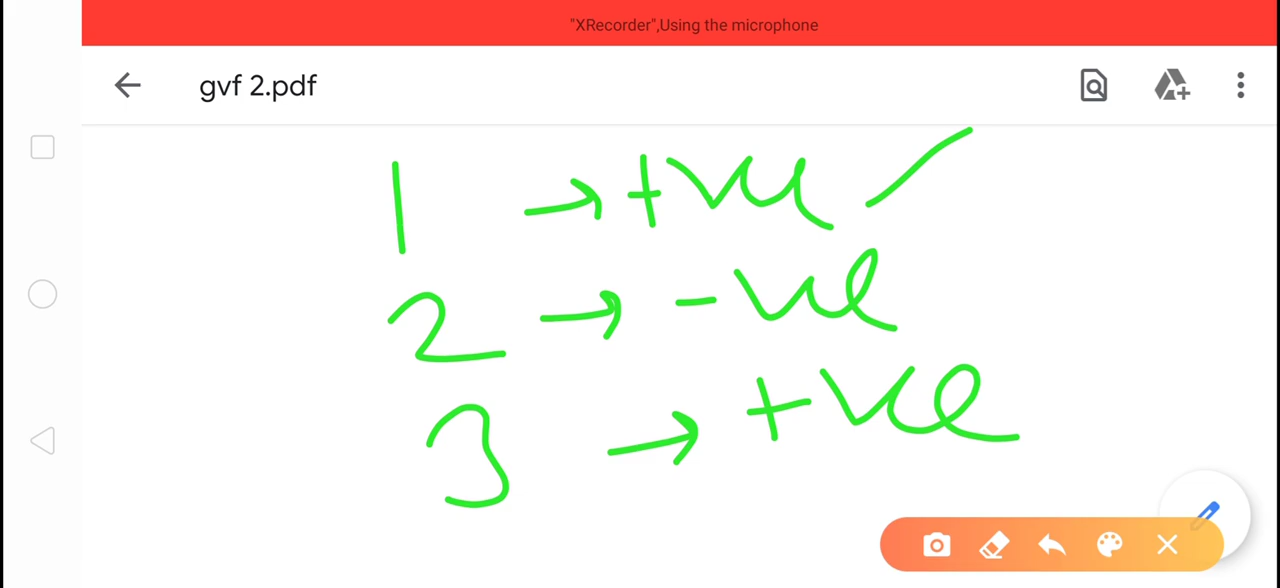 "XRecorder",Using the microphone
gvf 2.pdf
1 → +ve
2 → -ve
3 → +ve